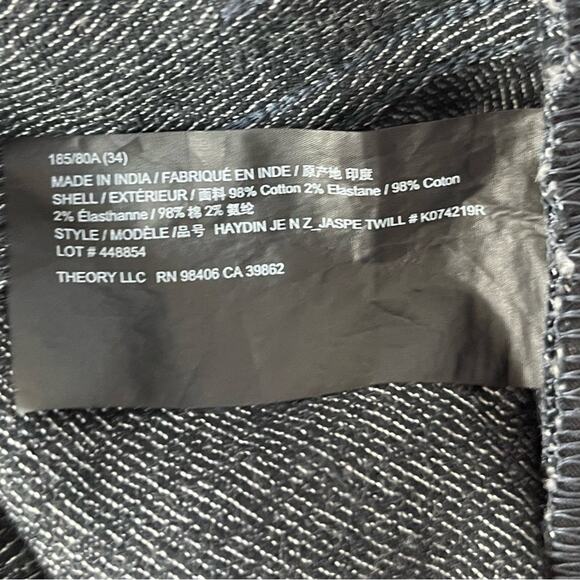 185/80A (34)
MADE IN INDIA / FABRIQUÉ EN INDE / 原产地 印度
SHELL / EXTÉRIEUR / 面料 98% Cotton 2% Elastane / 98% Coton
2% Élasthanne / 98% 棉 2% 氨纶
STYLE / MODÈLE /品号 HAYDIN JE N Z_JASPE TWILL # K074219R
LOT # 448854
THEORY LLC RN 98406 CA 39862